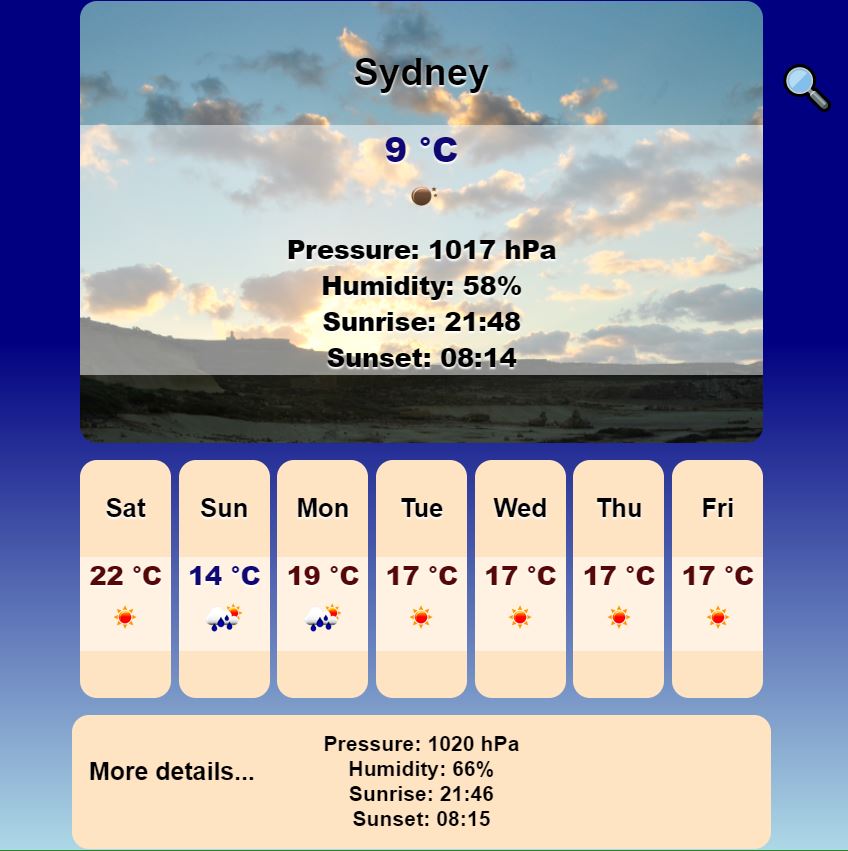 Sydney
9 °C
Pressure: 1017 hPa
Humidity: 58%
Sunrise: 21:48
Sunset: 08:14
Sat Sun Mon Tue Wed Thu Fri
22 °C 14 °C 19 °C 17 °C 17 °C 17 °C 17 °C
More details...
Pressure: 1020 hPa
Humidity: 66%
Sunrise: 21:46
Sunset: 08:15